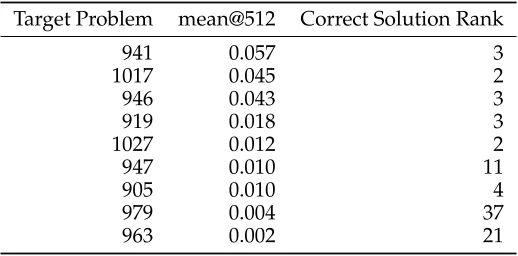 Target Problem mean@512 Correct Solution Rank
941 0.057 3
1017 0.045 2
946 0.043 3
919 0.018 3
1027 0.012 2
947 0.010 11
905 0.010 4
979 0.004 37
963 0.002 21